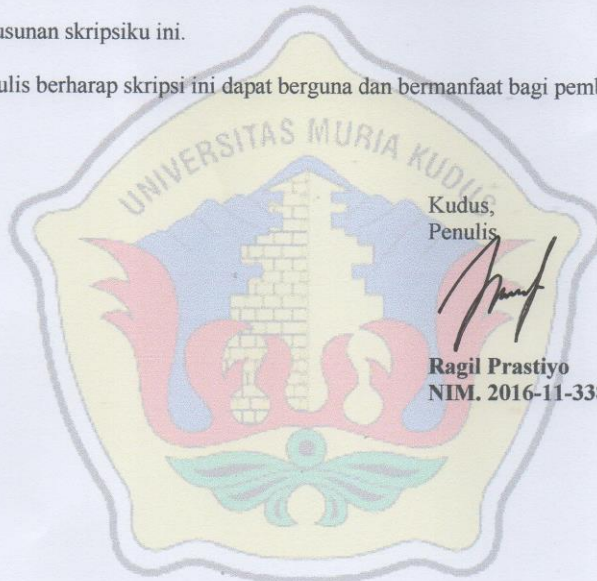 usunan skripsiku ini.
ulis berharap skripsi ini dapat berguna dan bermanfaat bagi pemb
UNIVERSITAS MURIA KUDUS
Kudus,
Penulis
Ragil Prastiyo
NIM. 2016-11-338